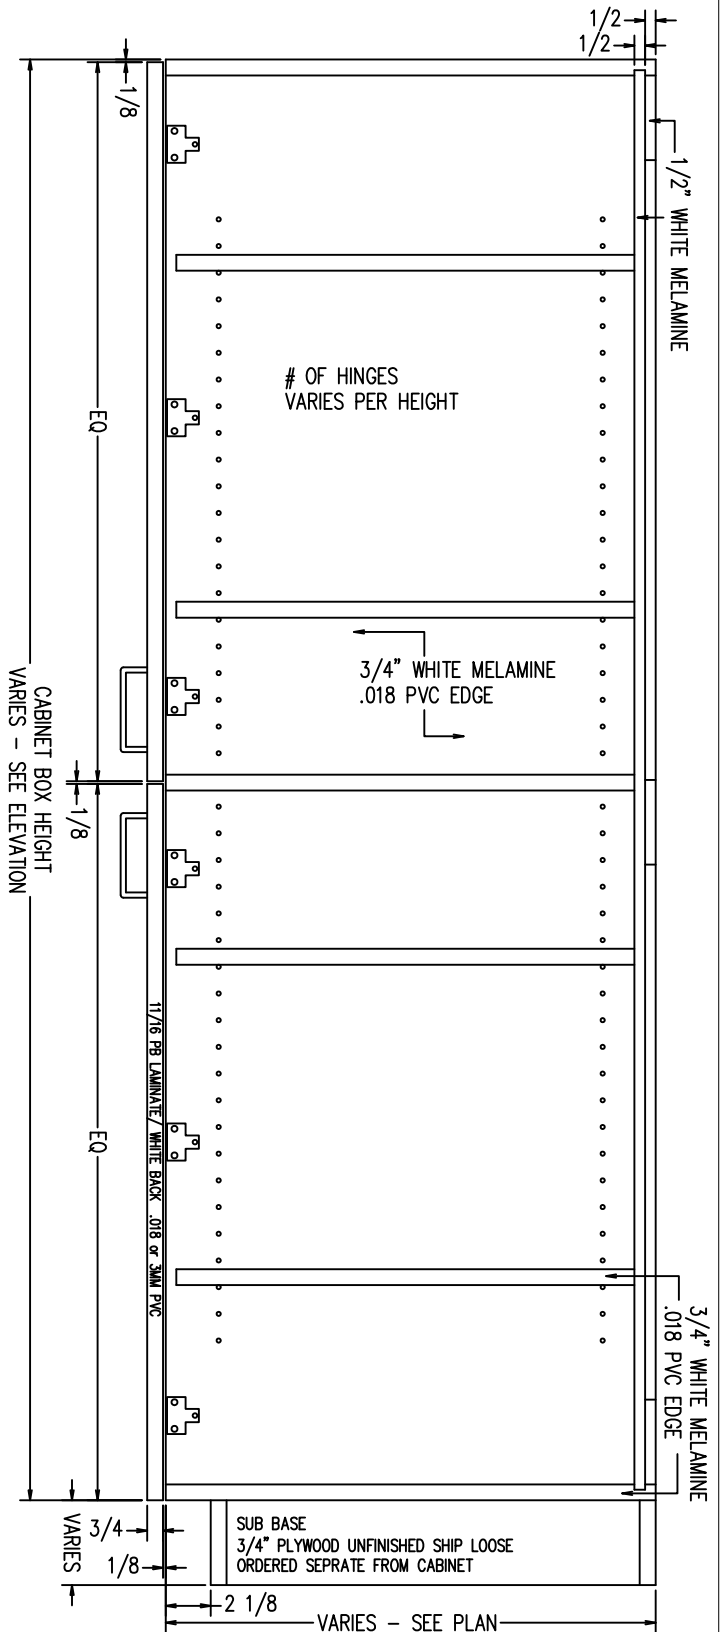 1/2
1/2
1/8
1/2" WHITE MELAMINE
# OF HINGES
VARIES PER HEIGHT
EQ
3/4" WHITE MELAMINE
.018 PVC EDGE
CABINET BOX HEIGHT
VARIES - SEE ELEVATION
1/8
11/16 PB LAMINATE/ WHITE BACK .018 or 3MM PVC
EQ
3/4" WHITE MELAMINE
.018 PVC EDGE
VARIES
3/4
1/8
SUB BASE
3/4" PLYWOOD UNFINISHED SHIP LOOSE
ORDERED SEPRATE FROM CABINET
2 1/8
VARIES - SEE PLAN